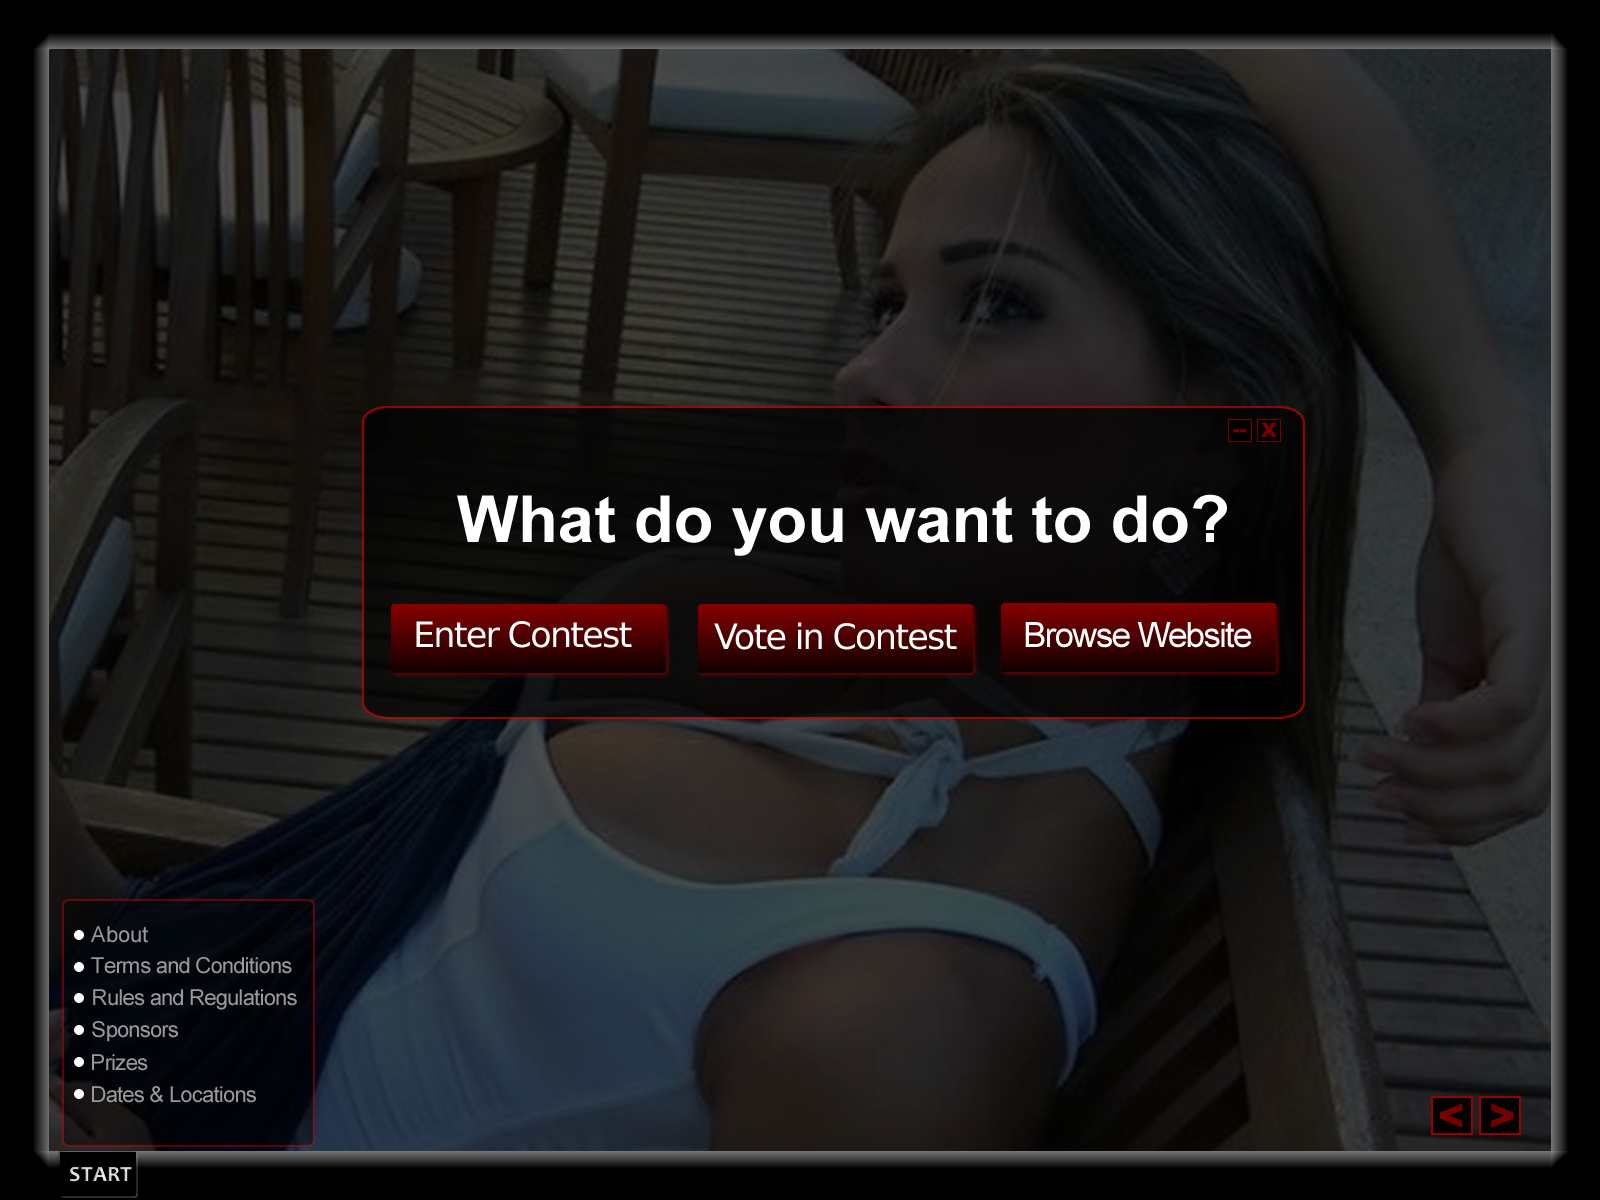 -- X
What do you want to do?
Enter Contest
Vote in Contest
Browse Website
About
Terms and Conditions
Rules and Regulations
Sponsors
Prizes
Dates & Locations
< >
START